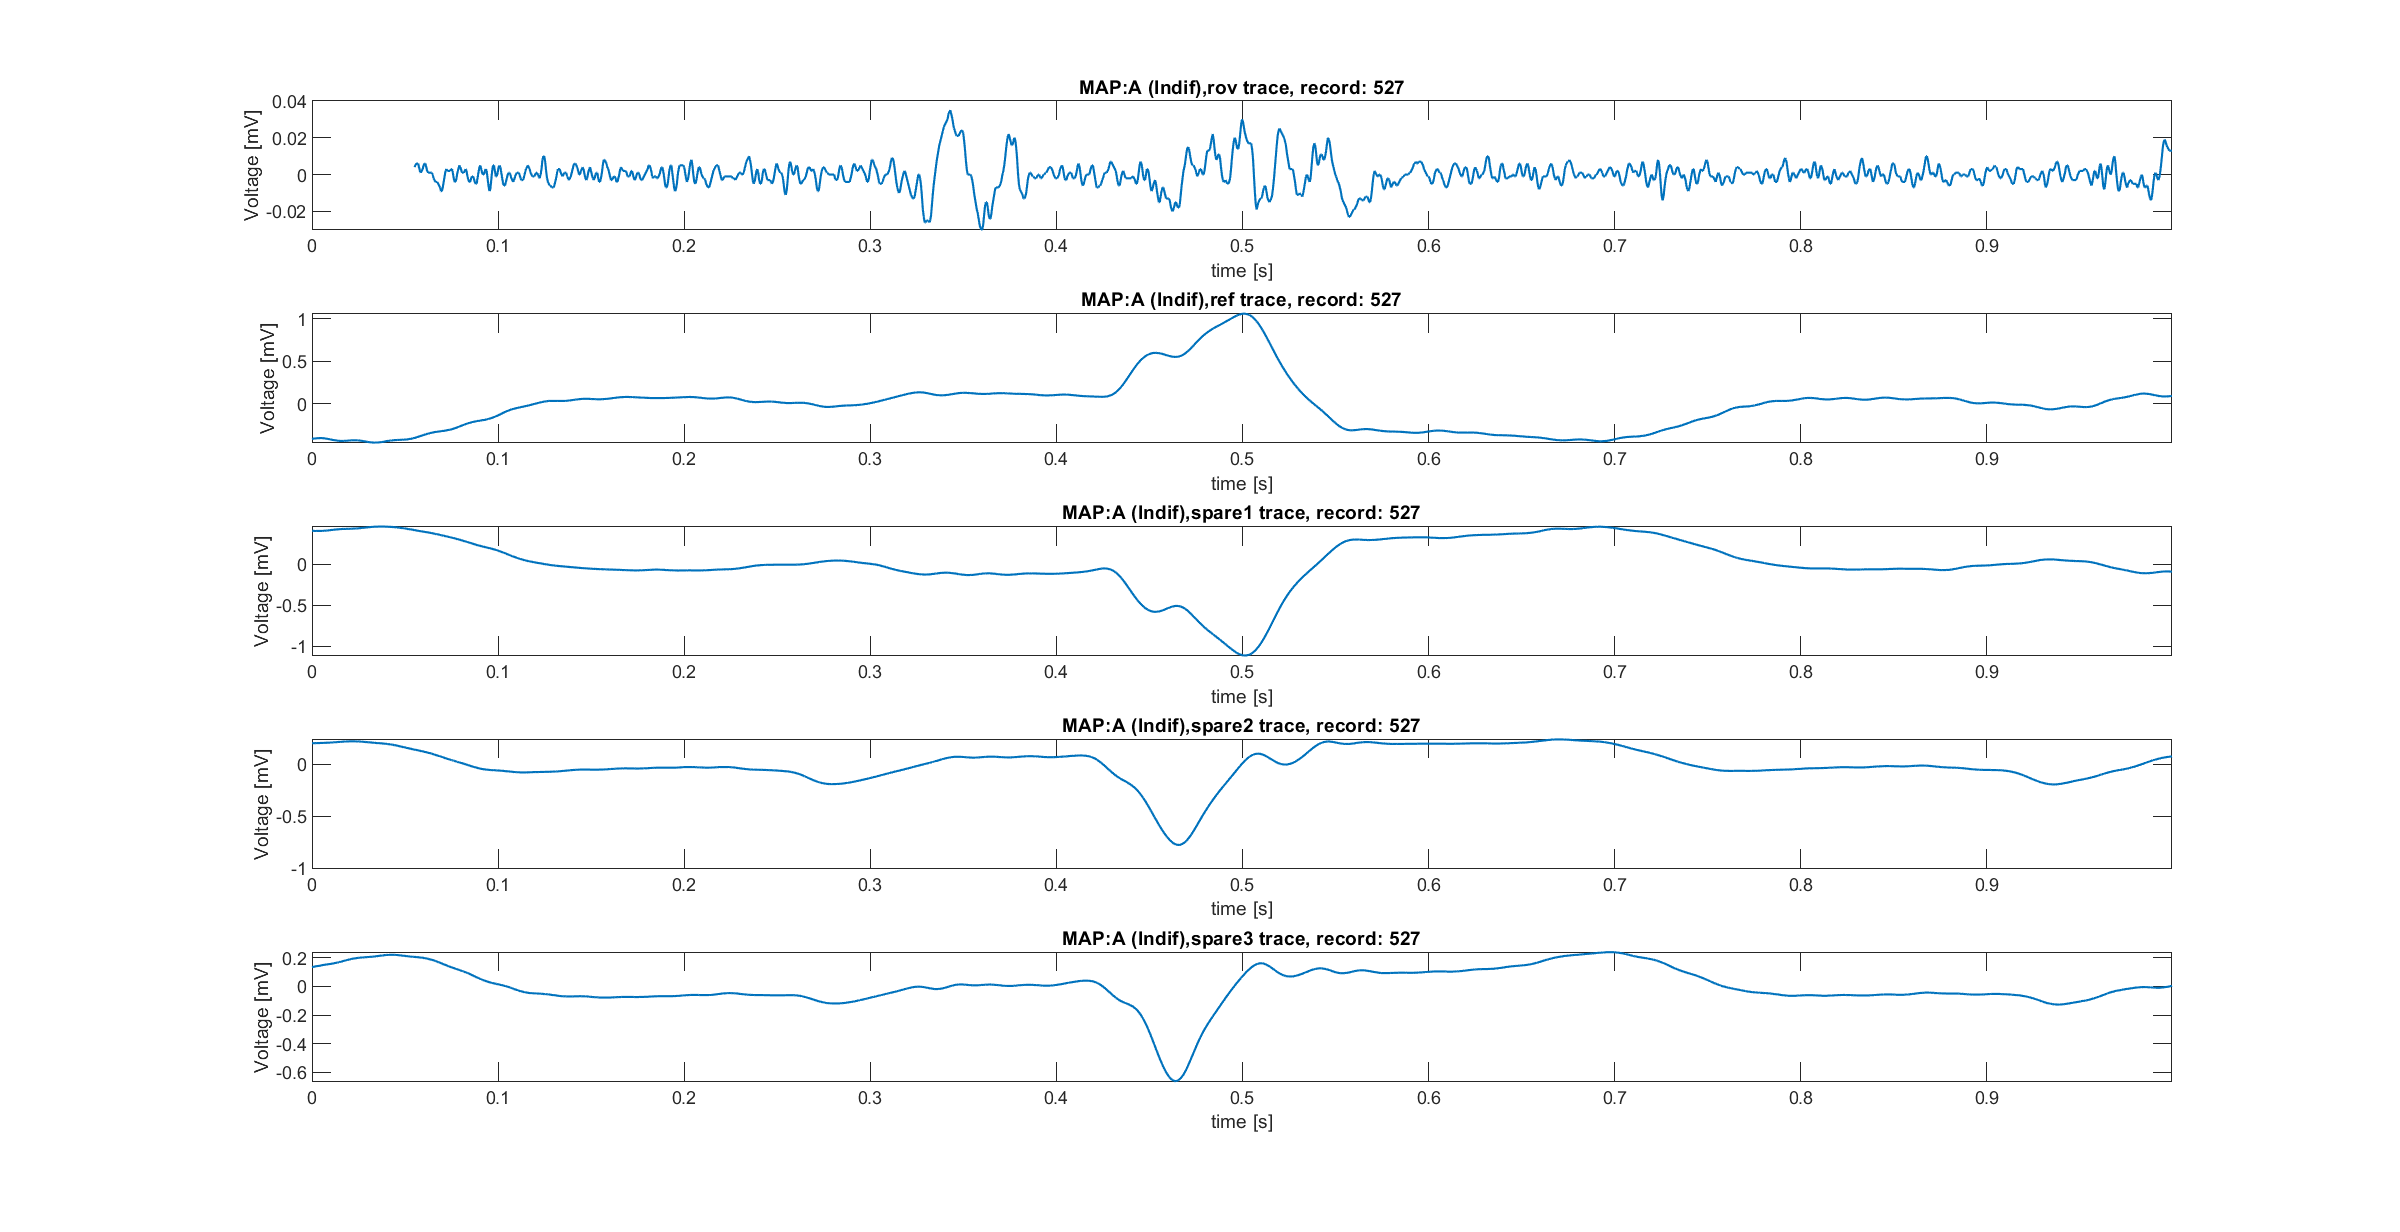 MAP:A (Indif),rov trace, record: 527
Voltage [mV]
0.04
0.02
0
-0.02
0 0.1 0.2 0.3 0.4 0.5 0.6 0.7 0.8 0.9
time [s]
MAP:A (Indif),ref trace, record: 527
Voltage [mV]
1
0.5
0
0 0.1 0.2 0.3 0.4 0.5 0.6 0.7 0.8 0.9
time [s]
MAP:A (Indif),spare1 trace, record: 527
Voltage [mV]
0
-0.5
-1
0 0.1 0.2 0.3 0.4 0.5 0.6 0.7 0.8 0.9
time [s]
MAP:A (Indif),spare2 trace, record: 527
Voltage [mV]
0
-0.5
-1
0 0.1 0.2 0.3 0.4 0.5 0.6 0.7 0.8 0.9
time [s]
MAP:A (Indif),spare3 trace, record: 527
Voltage [mV]
0.2
0
-0.2
-0.4
-0.6
0 0.1 0.2 0.3 0.4 0.5 0.6 0.7 0.8 0.9
time [s]